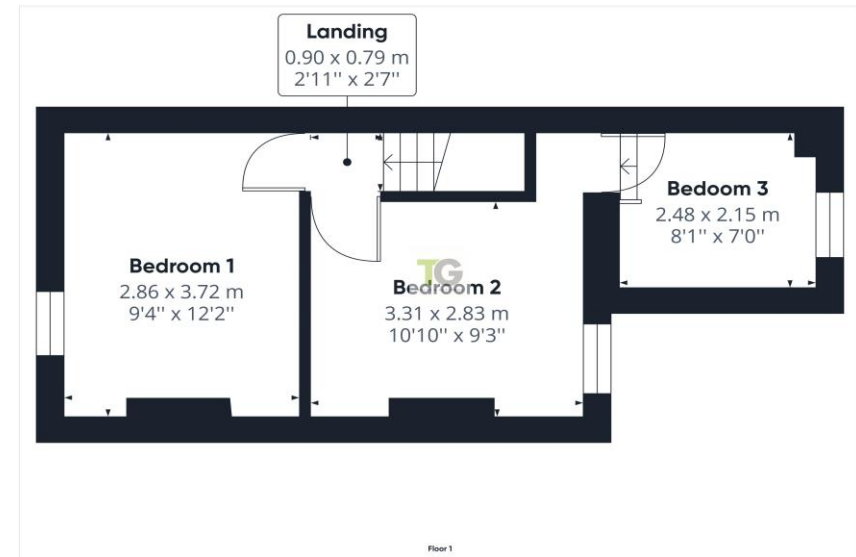 Landing
0.90 x 0.79 m
2'11'' x 2'7''
Bedroom 1
2.86 x 3.72 m
9'4'' x 12'2''
TG
Bedroom 2
3.31 x 2.83 m
10'10'' x 9'3''
Bedoom 3
2.48 x 2.15 m
8'1'' x 7'0''
Floor 1